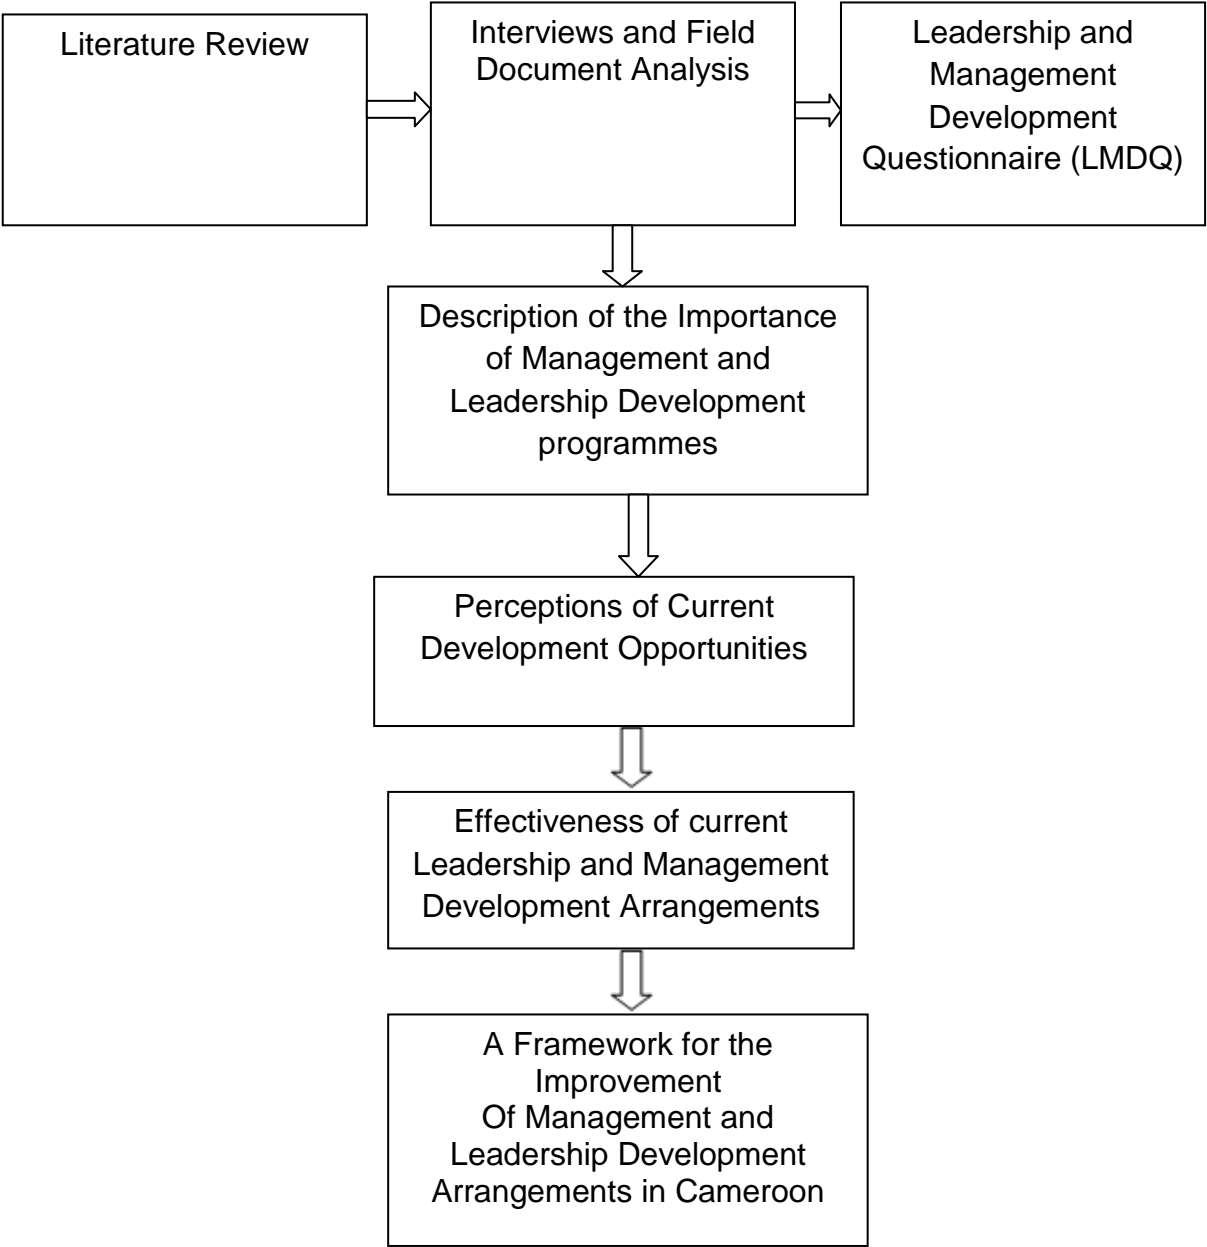 Literature Review
Interviews and Field
Document Analysis
Leadership and
Management
Development
Questionnaire (LMDQ)
Description of the Importance
of Management and
Leadership Development
programmes
Perceptions of Current
Development Opportunities
Effectiveness of current
Leadership and Management
Development Arrangements
A Framework for the
Improvement
Of Management and
Leadership Development
Arrangements in Cameroon